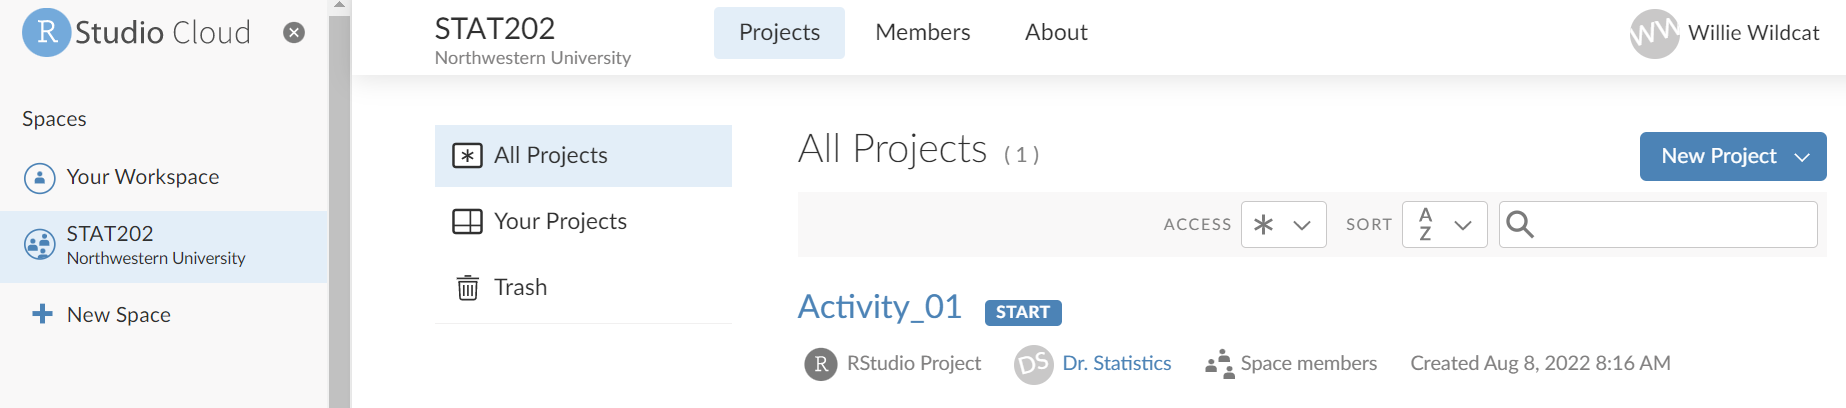 R Studio Cloud
Spaces
Your Workspace
STAT202
Northwestern University
New Space
STAT202
Northwestern University
Projects
Members
About
WW Willie Wildcat
All Projects
Your Projects
Trash
All Projects (1)
New Project
ACCESS
SORT A Z
Activity_01 START
R RStudio Project DS Dr. Statistics Space members Created Aug 8, 2022 8:16 AM